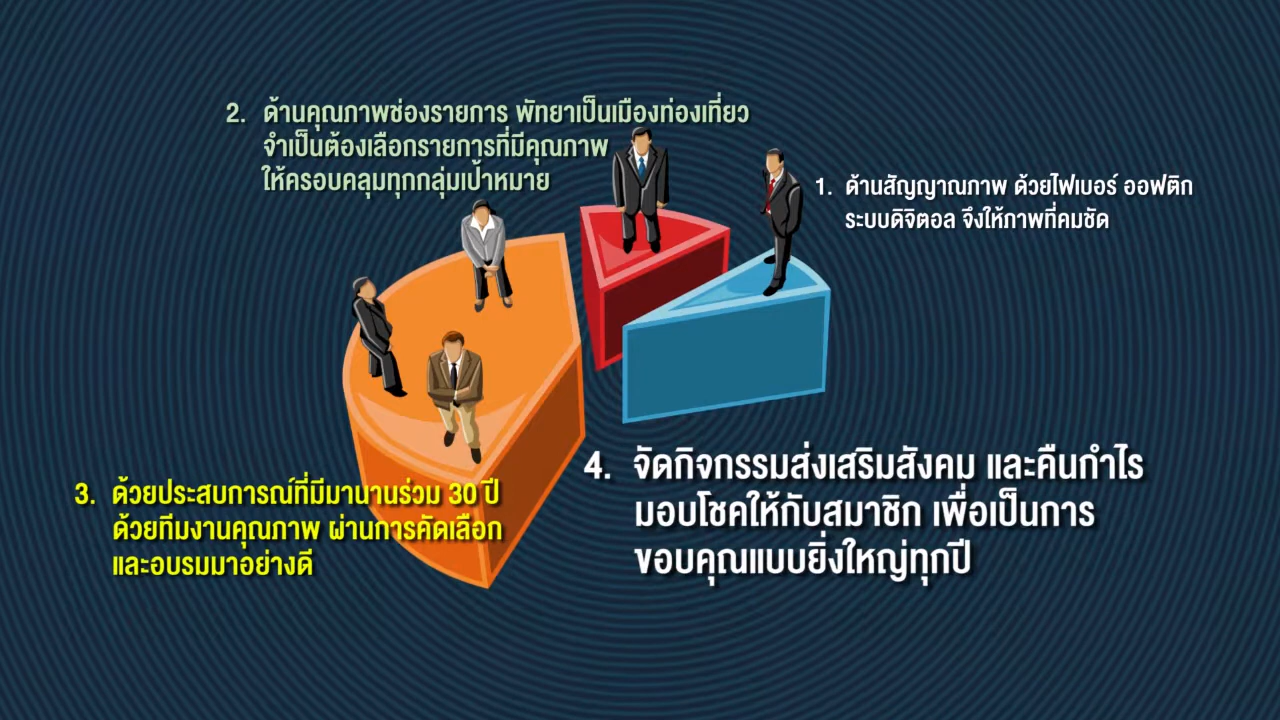 2. ด้านคุณภาพช่องรายการ พัทยาเป็นเมืองท่องเที่ยว
จำเป็นต้องเลือกรายการที่มีคุณภาพ
ให้ครอบคลุมทุกกลุ่มเป้าหมาย
1. ด้านสัญญาณภาพ ด้วยไฟเบอร์ ออฟติก
ระบบดิจิตอล จึงให้ภาพที่คมชัด
3. ด้วยประสบการณ์ที่มีมานานร่วม 30 ปี
ด้วยทีมงานคุณภาพ ผ่านการคัดเลือก
และอบรมมาอย่างดี
4. จัดกิจกรรมส่งเสริมสังคม และคืนกำไร
มอบโชคให้กับสมาชิก เพื่อเป็นการ
ขอบคุณแบบยิ่งใหญ่ทุกปี